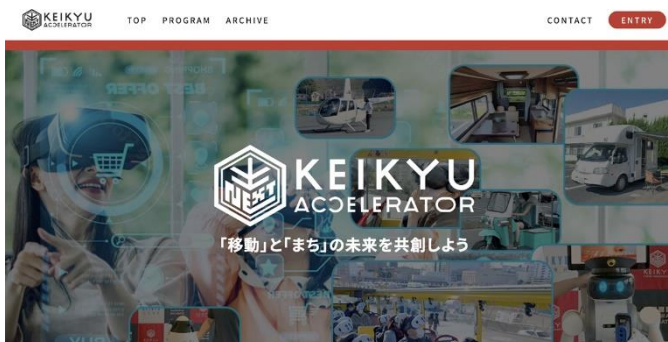 KEIKYU
ACCELERATOR
TOP PROGRAM ARCHIVE
CONTACT
ENTRY
BEST OFFER
NEXT
KEIKYU
ACCELERATOR
「移動」と「まち」の未来を共創しよう